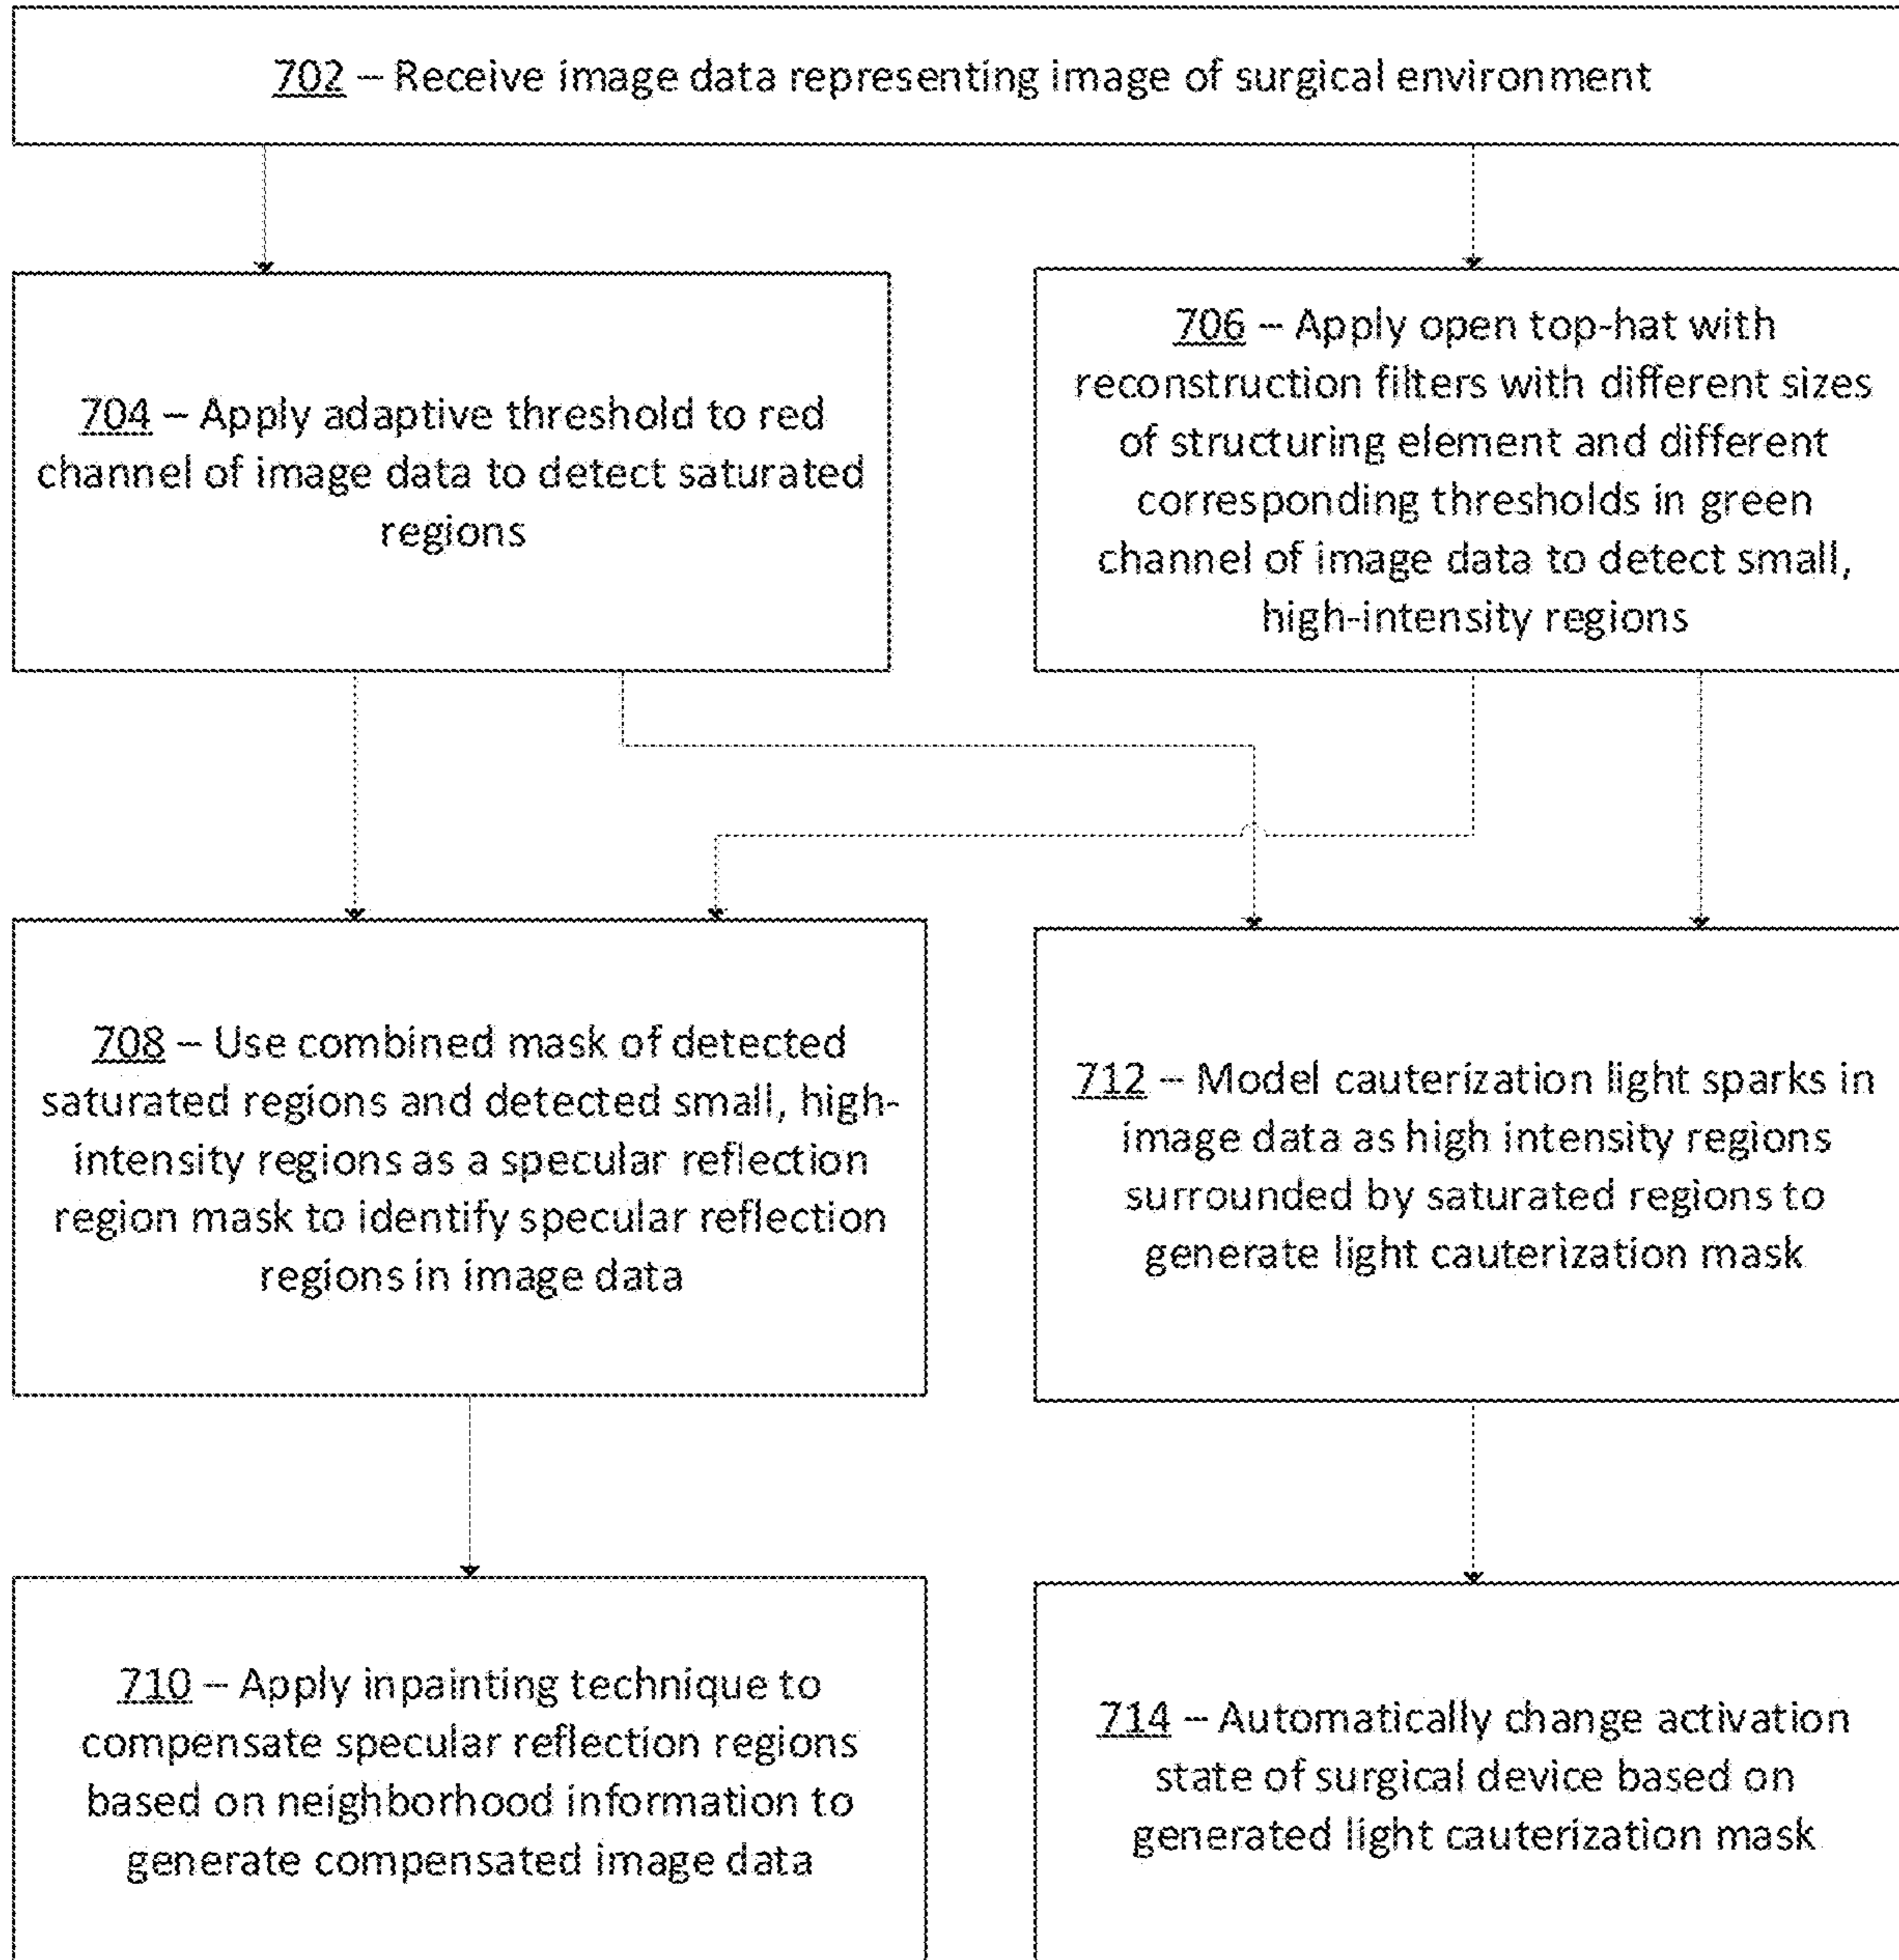 702 – Receive image data representing image of surgical environment
704 – Apply adaptive threshold to red
channel of image data to detect saturated
regions
706 – Apply open top-hat with
reconstruction filters with different sizes
of structuring element and different
corresponding thresholds in green
channel of image data to detect small,
high-intensity regions
708 – Use combined mask of detected
saturated regions and detected small, high-
intensity regions as a specular reflection
region mask to identify specular reflection
regions in image data
712 – Model cauterization light sparks in
image data as high intensity regions
surrounded by saturated regions to
generate light cauterization mask
710 – Apply inpainting technique to
compensate specular reflection regions
based on neighborhood information to
generate compensated image data
714 – Automatically change activation
state of surgical device based on
generated light cauterization mask